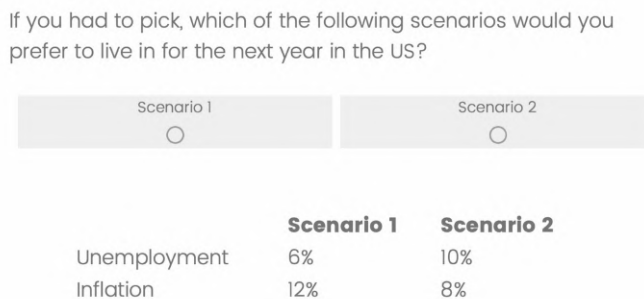 If you had to pick, which of the following scenarios would you
prefer to live in for the next year in the US?
Scenario 1 Scenario 2
Scenario 1 Scenario 2
Unemployment 6% 10%
Inflation 12% 8%